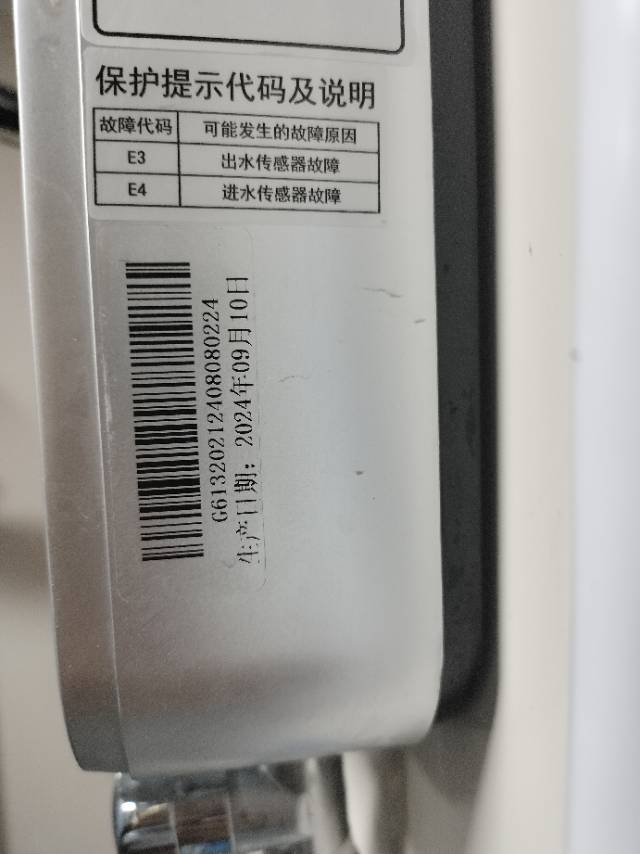 保护提示代码及说明
故障代码 可能发生的故障原因
E3 出水传感器故障
E4 进水传感器故障
G6132021240808​0224
生产日期：2024年09月10日